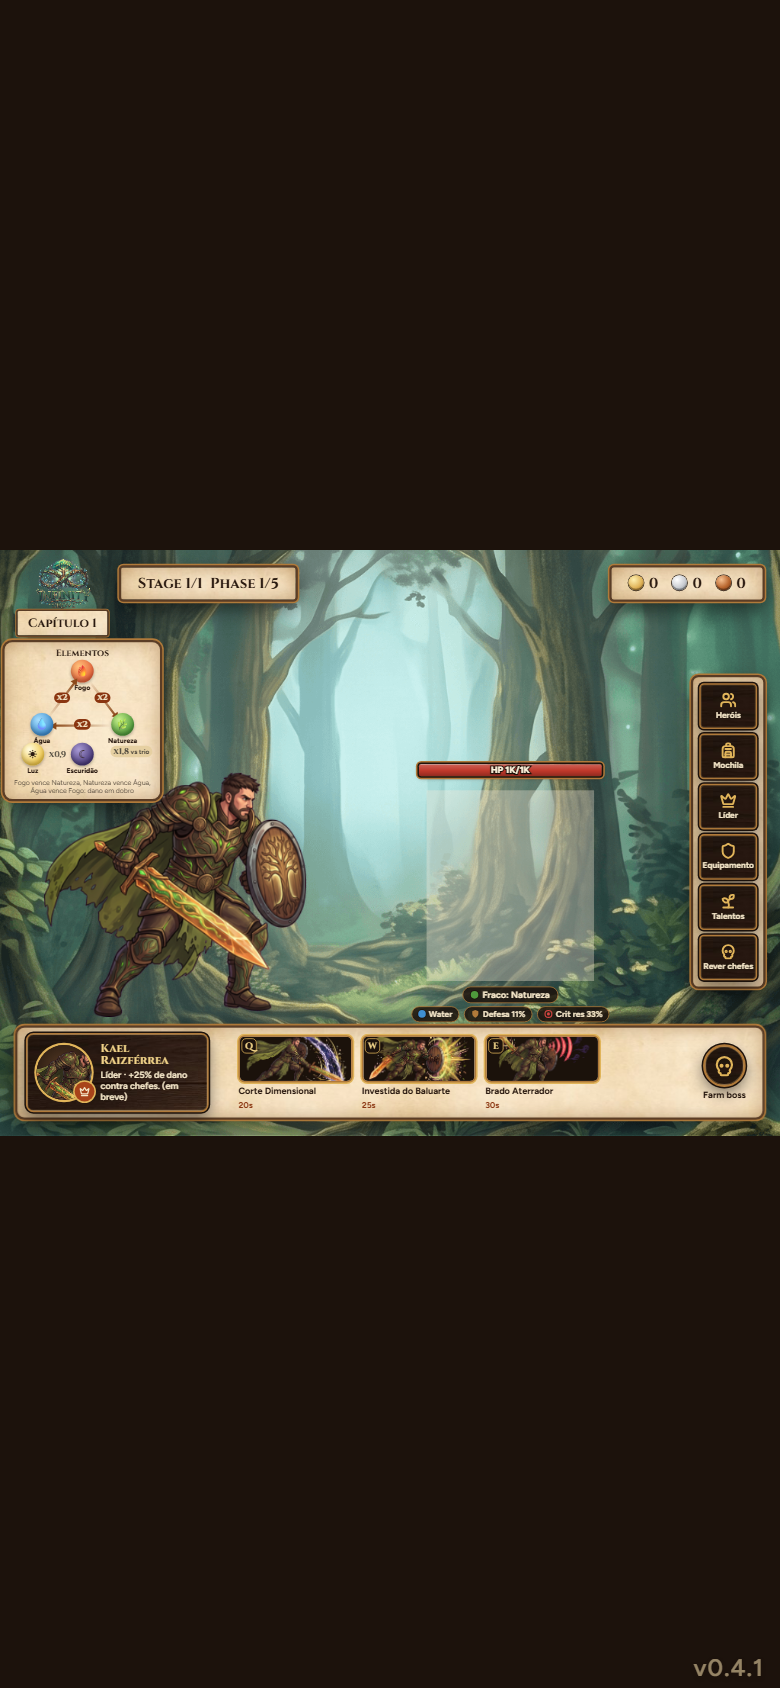 Stage 1/1 Phase 1/5
0 0 0
Capítulo 1
Elementos
Fogo
x2 x2
x2
Água Natureza
x0,9 x1,8 vs trio
Luz Escuridão
Fogo vence Natureza, Natureza vence Água,
Água vence Fogo: dano em dobro
Heróis
Mochila
Líder
Equipamento
Talentos
Rever chefes
HP 1K/1K
Fraco: Natureza
Water Defesa 11% Crit res 33%
Kael
Raizférrea
Líder · +25% de dano
contra chefes. (em
breve)
Q W E
Corte Dimensional Investida do Baluarte Brado Aterrador
20s 25s 30s
Farm boss
v0.4.1